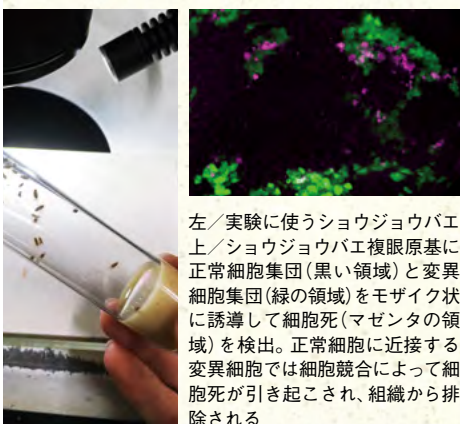 左／実験に使うショウジョウバエ
上／ショウジョウバエ複眼原基に
正常細胞集団(黒い領域)と変異
細胞集団(緑の領域)をモザイク状
に誘導して細胞死(マゼンタの領
域)を検出。正常細胞に近接する
変異細胞では細胞競合によって細
胞死が引き起こされ、組織から排
除される